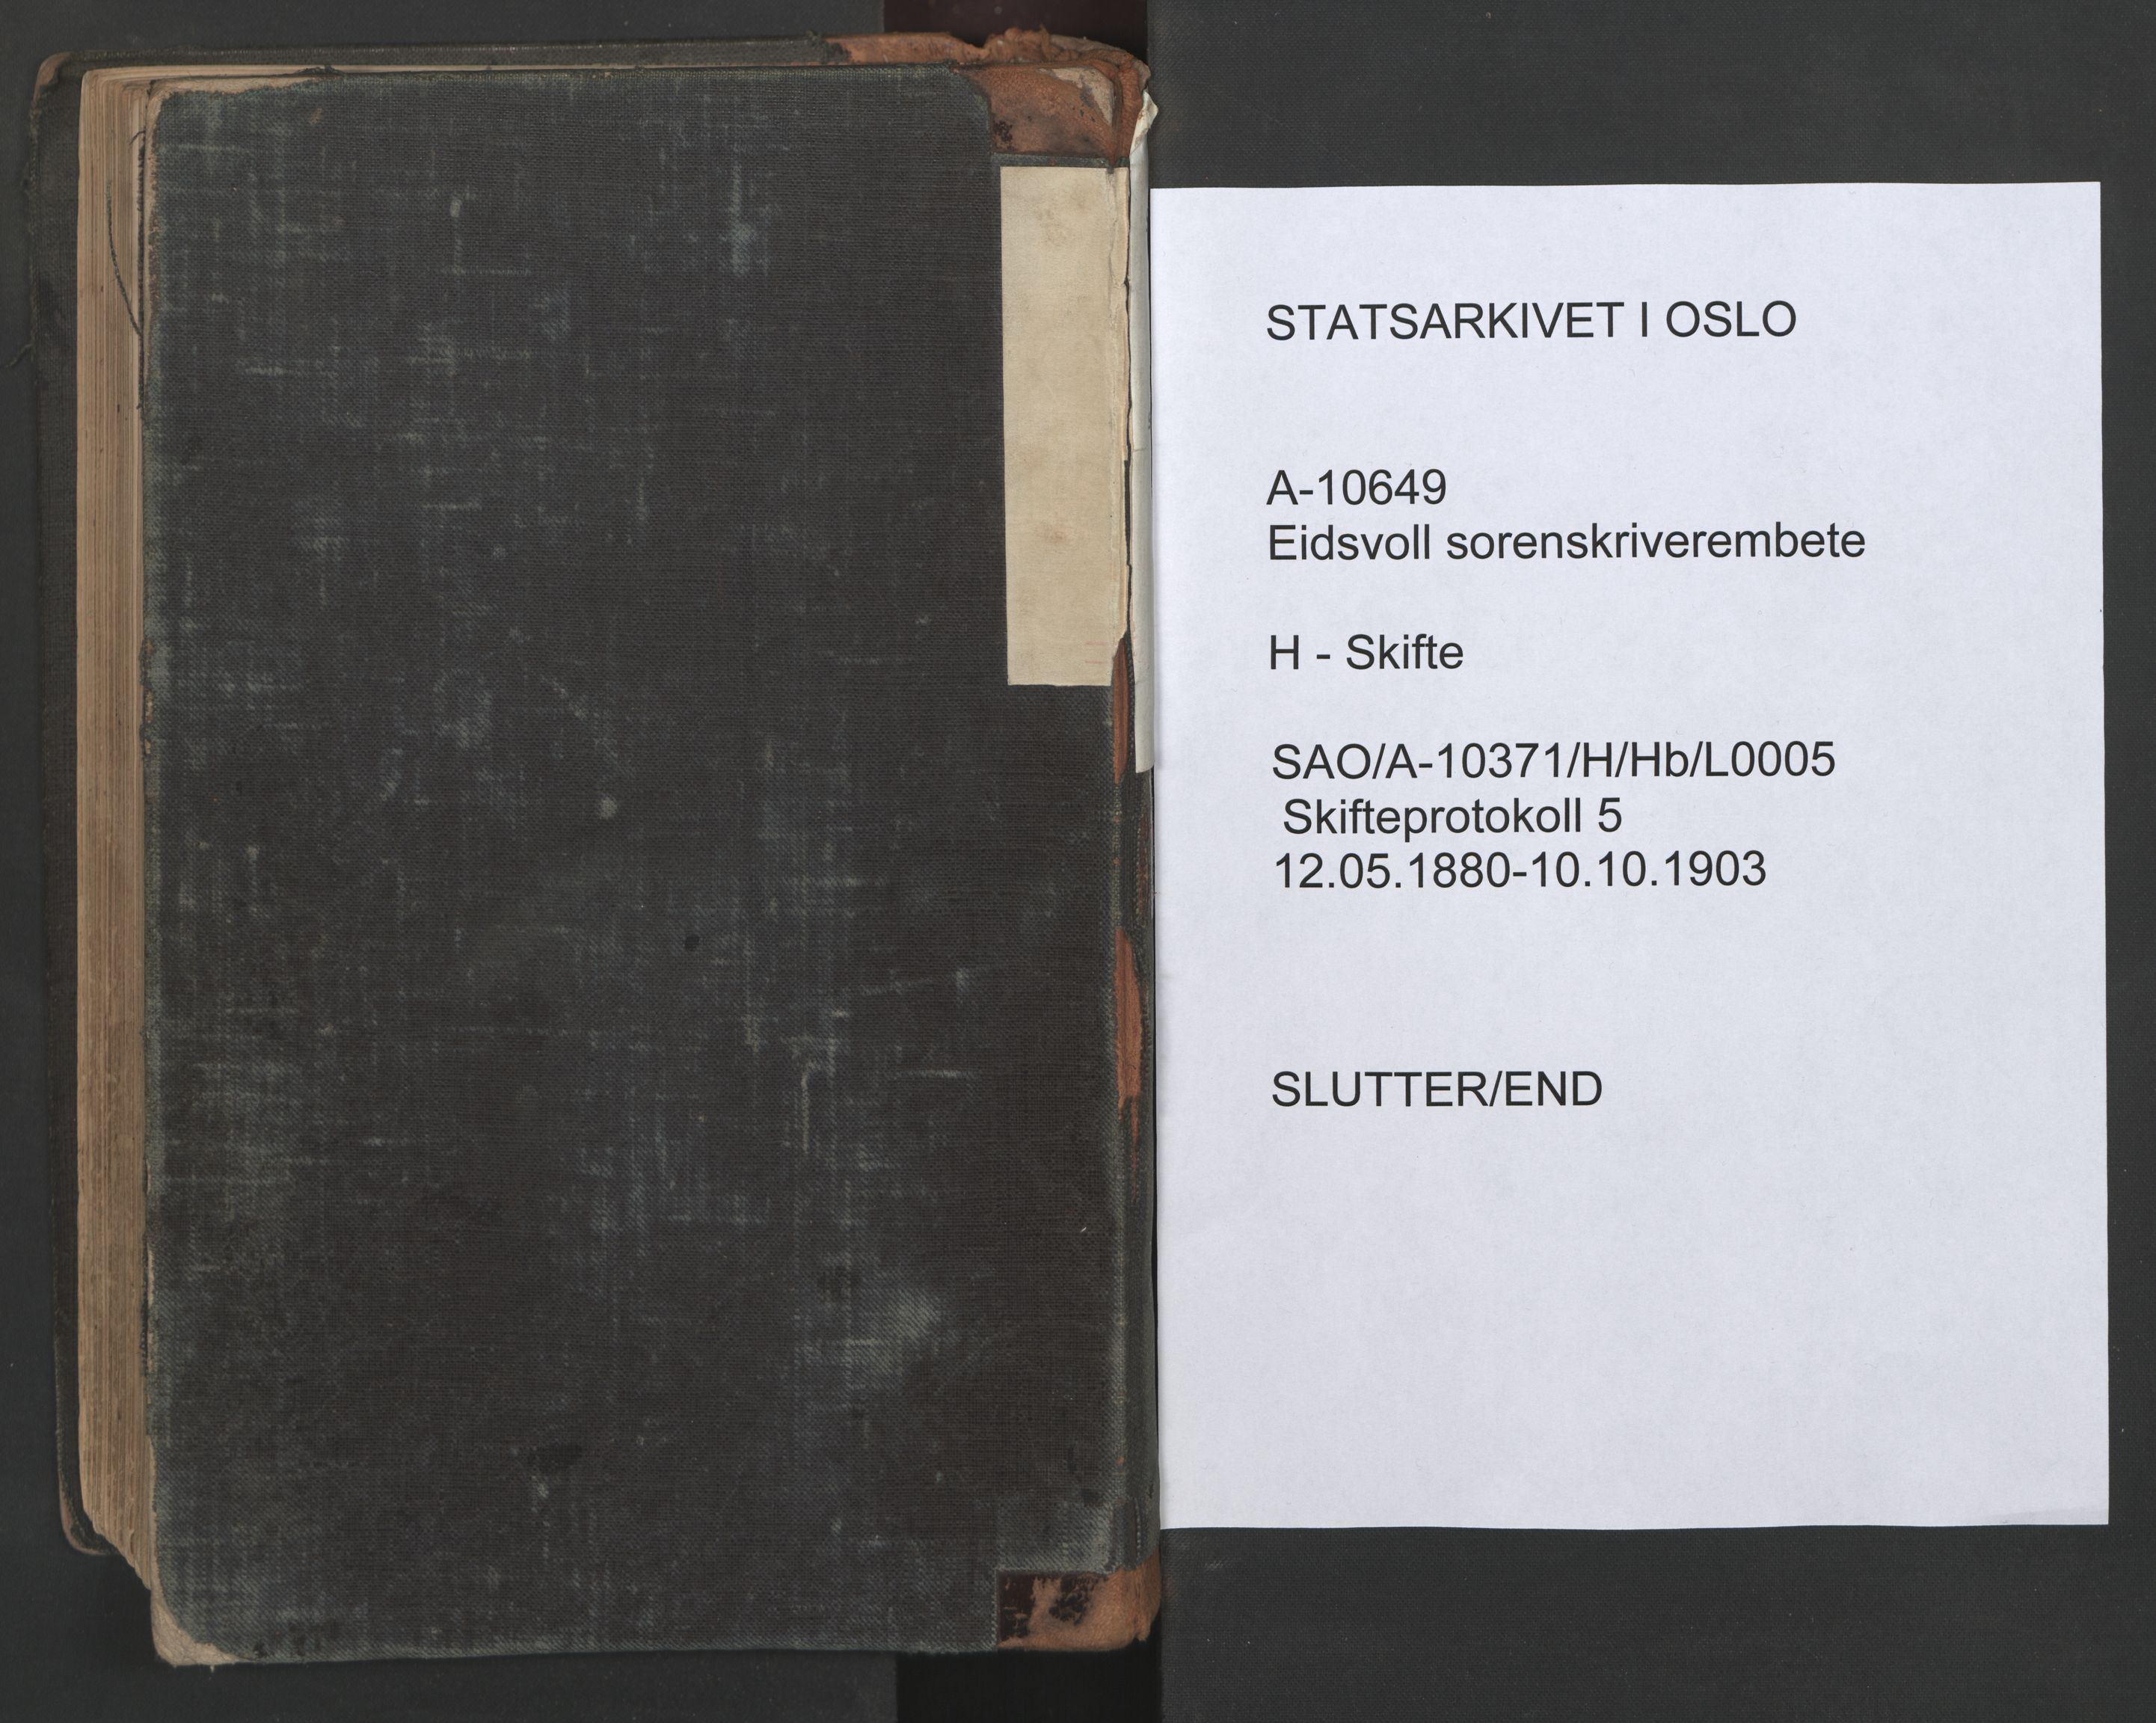 STATSARKIVET I OSLO
A-10649
Eidsvoll sorenskriverembete
H - Skifte
SAO/A-10371/H/Hb/L0005
Skifteprotokoll 5
12.05.1880-10.10.1903
SLUTTER/END